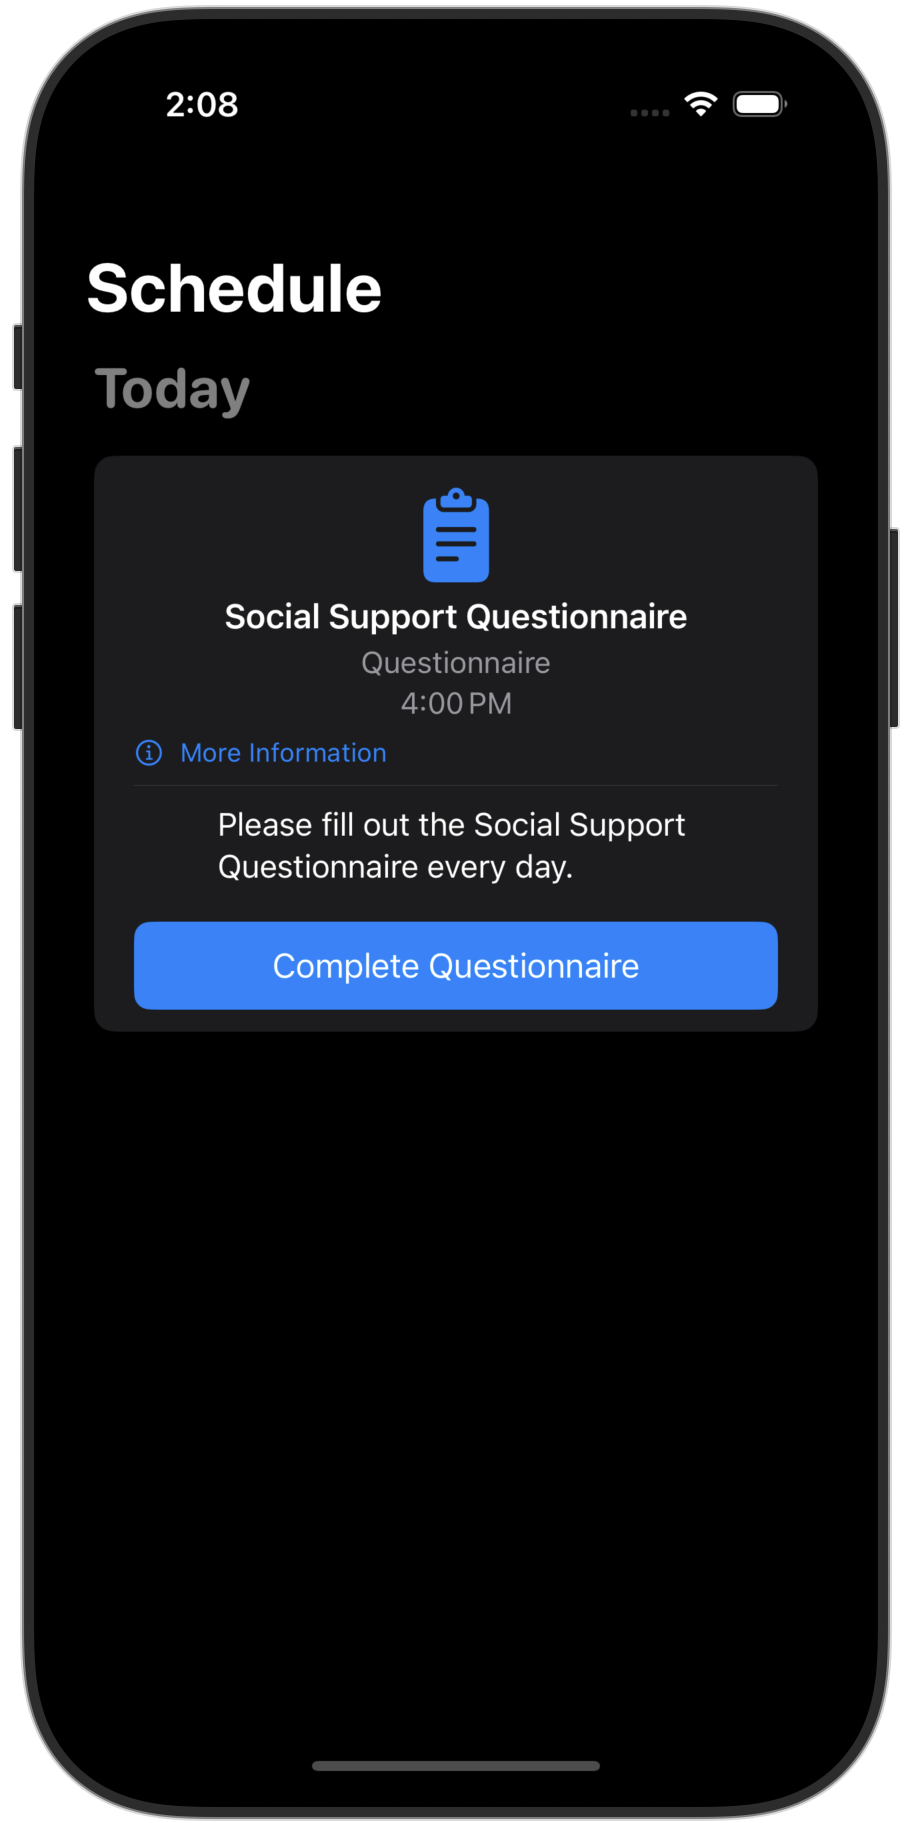 2:08
Schedule
Today
Social Support Questionnaire
Questionnaire
4:00 PM
More Information
Please fill out the Social Support
Questionnaire every day.
Complete Questionnaire